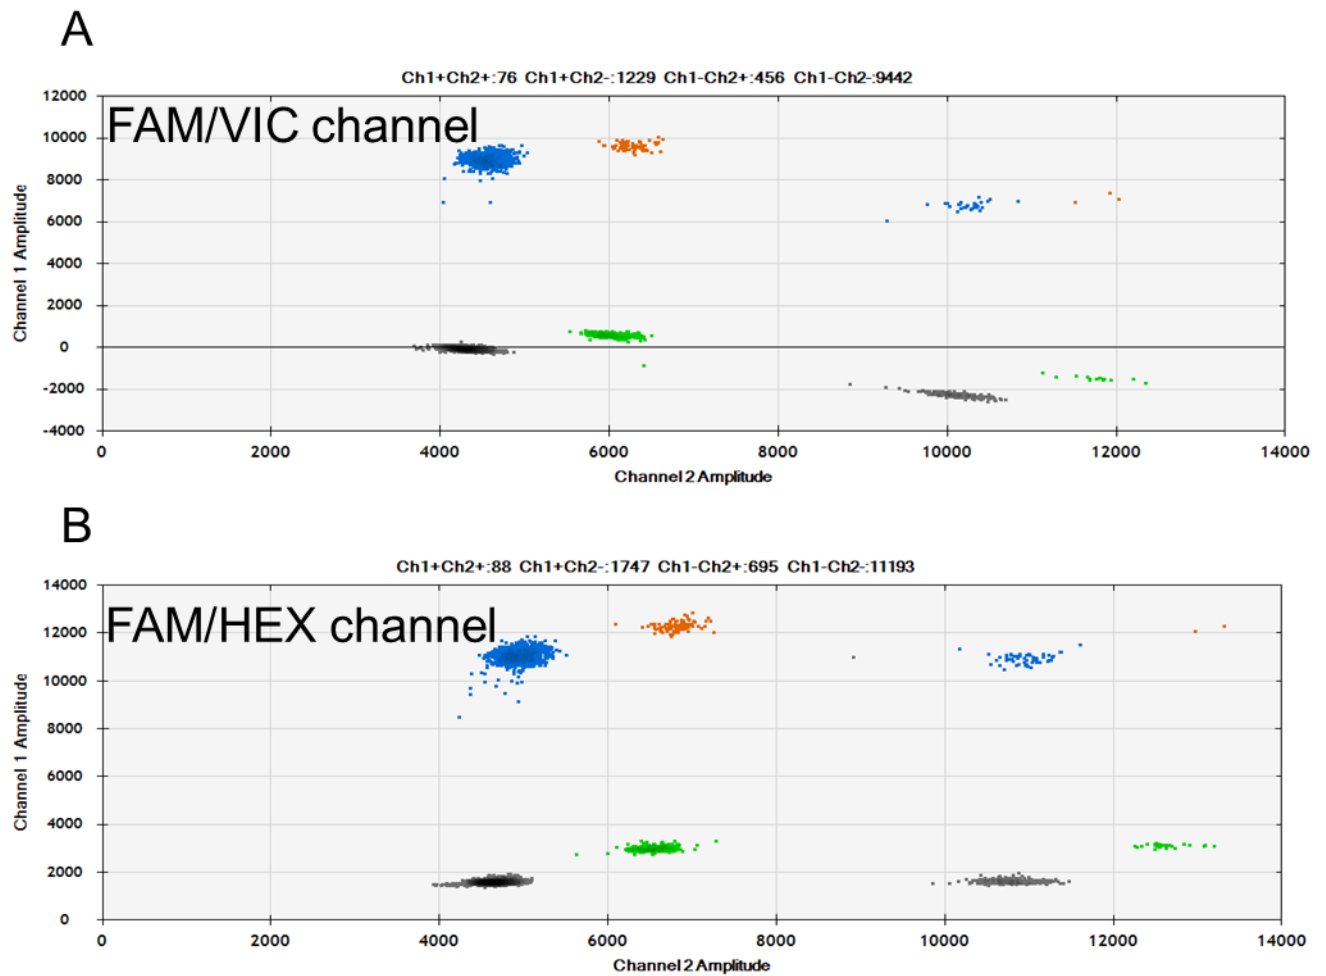 A
Ch1+Ch2+:76 Ch1+Ch2-:1229 Ch1-Ch2+:456 Ch1-Ch2-:9442
FAM/VIC channel
12000
10000
8000
6000
4000
2000
0
-2000
-4000
Channel 1 Amplitude
0 2000 4000 6000 8000 10000 12000 14000
Channel 2 Amplitude
B
Ch1+Ch2+:88 Ch1+Ch2-:1747 Ch1-Ch2+:695 Ch1-Ch2-:11193
FAM/HEX channel
14000
12000
10000
8000
6000
4000
2000
0
Channel 1 Amplitude
0 2000 4000 6000 8000 10000 12000 14000
Channel 2 Amplitude